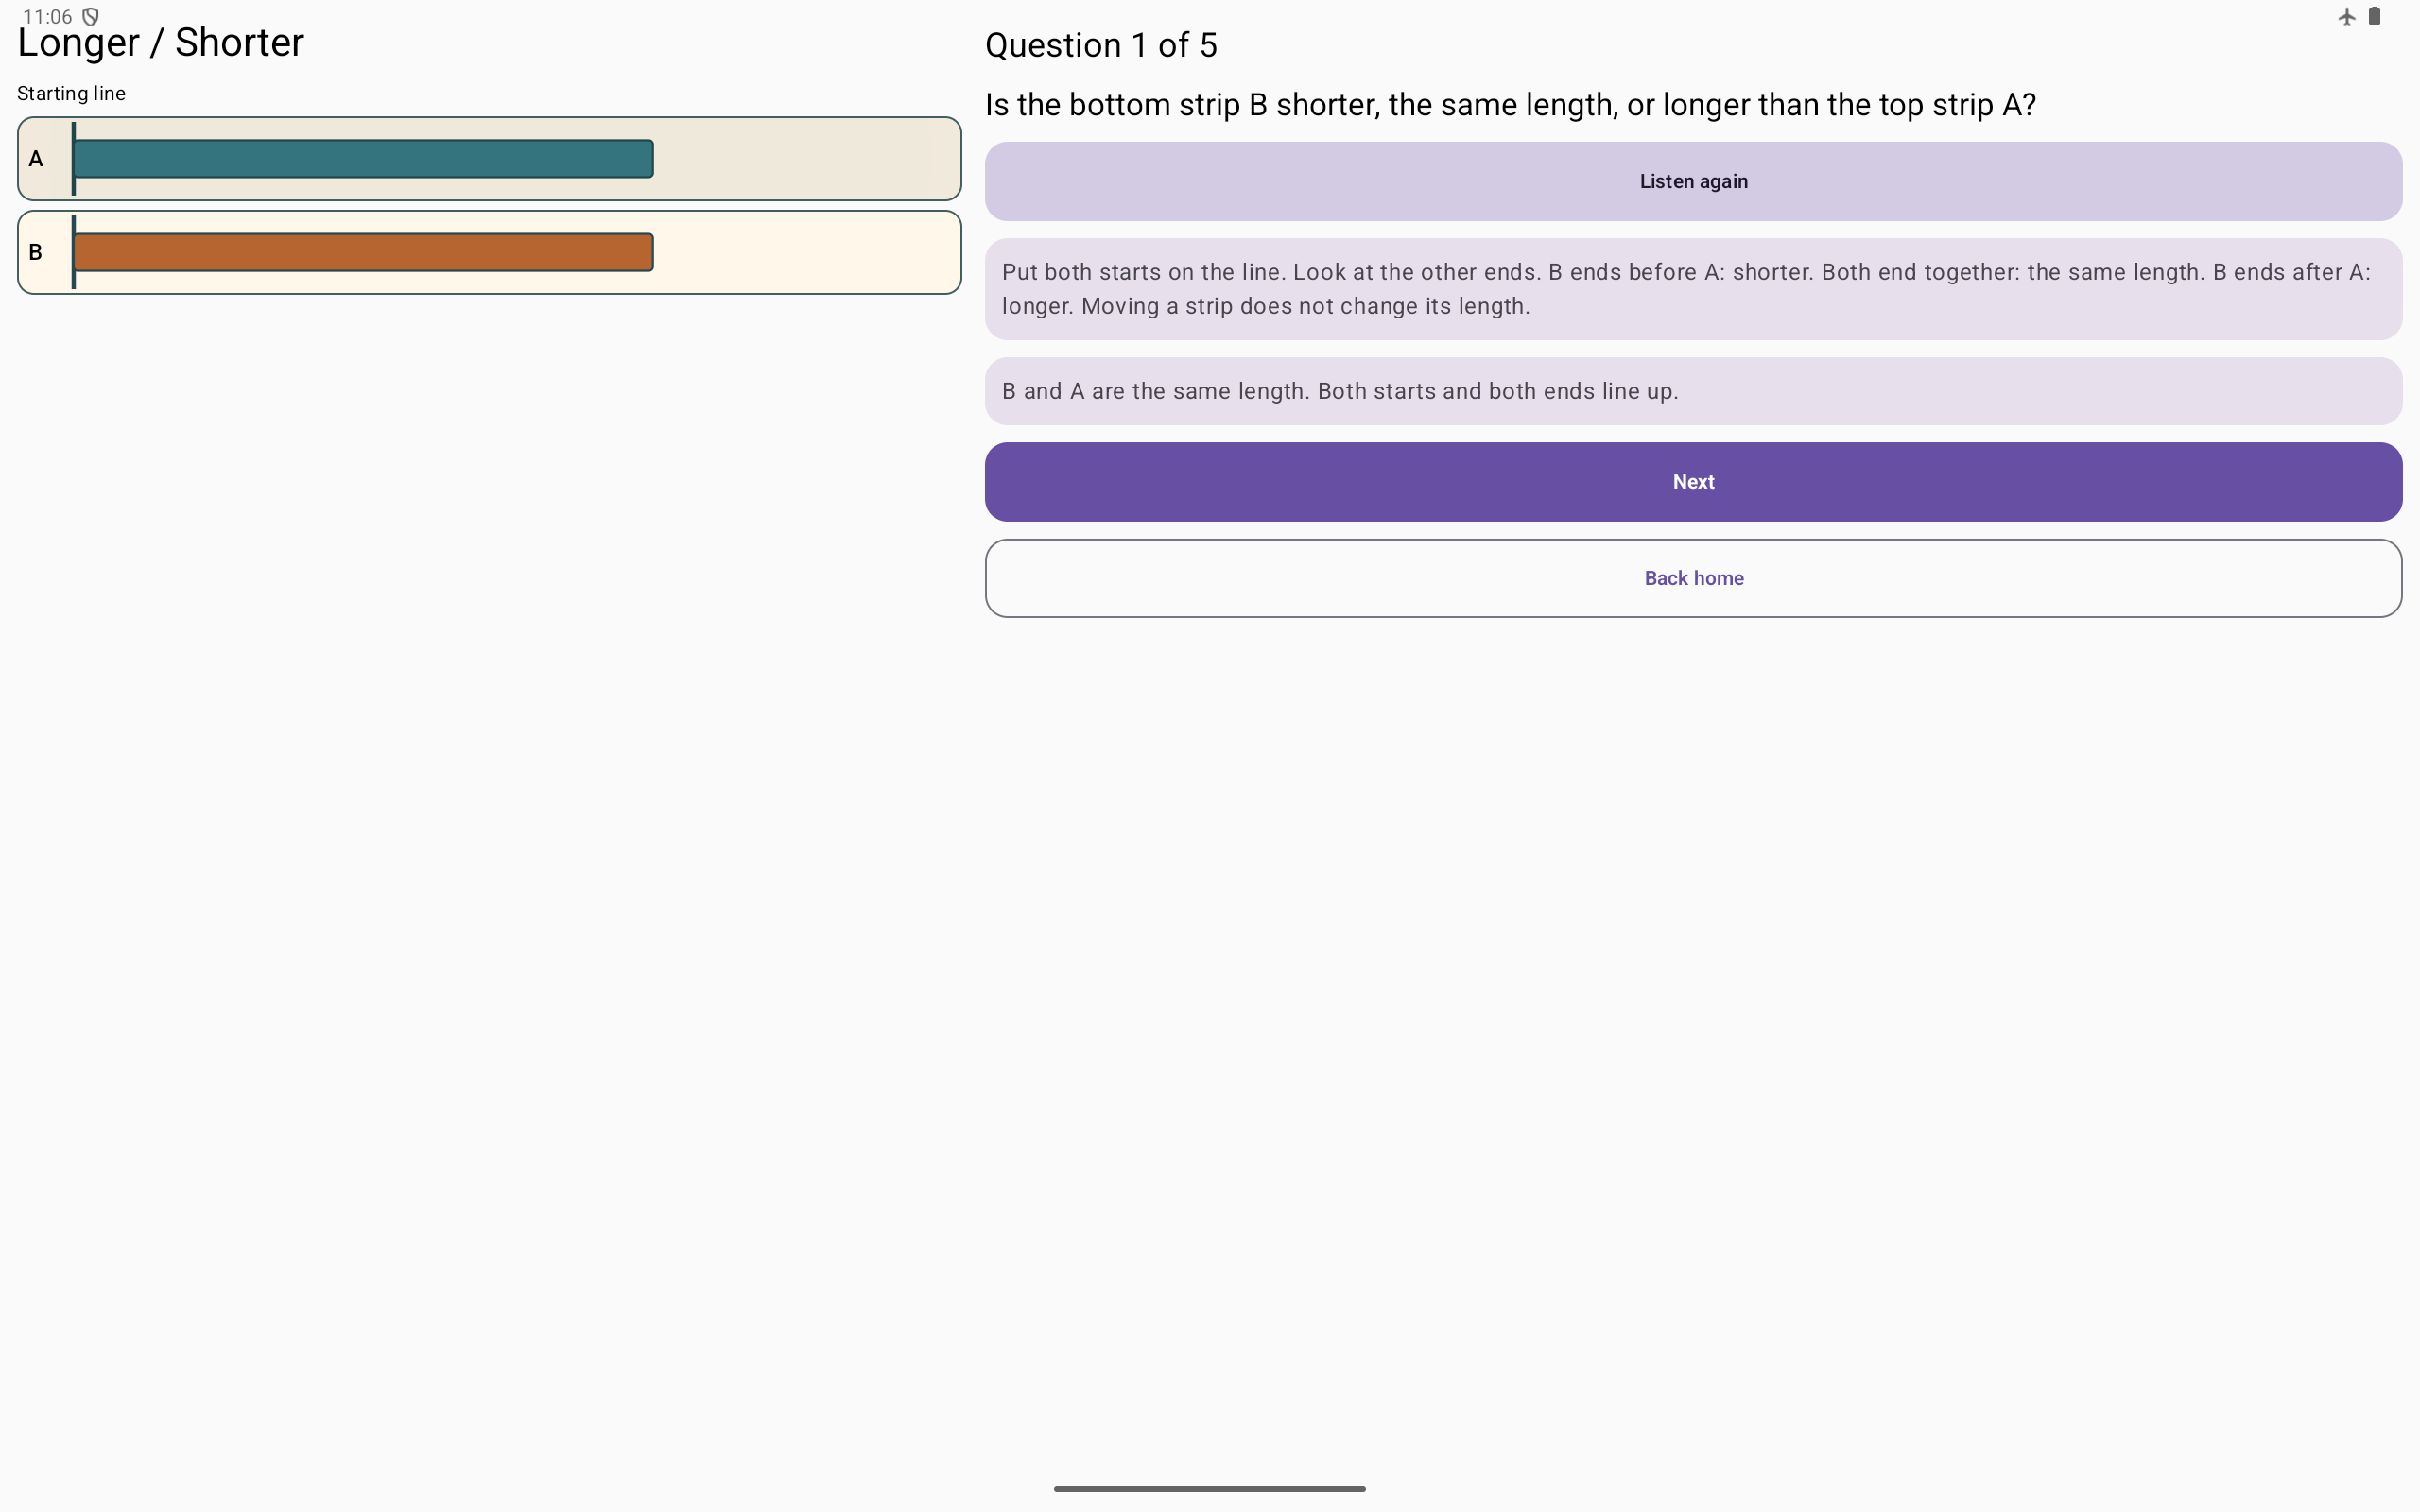 11:06
Longer / Shorter
Starting line
A
B
Question 1 of 5
Is the bottom strip B shorter, the same length, or longer than the top strip A?
Listen again
Put both starts on the line. Look at the other ends. B ends before A: shorter. Both end together: the same length. B ends after A:
longer. Moving a strip does not change its length.
B and A are the same length. Both starts and both ends line up.
Next
Back home